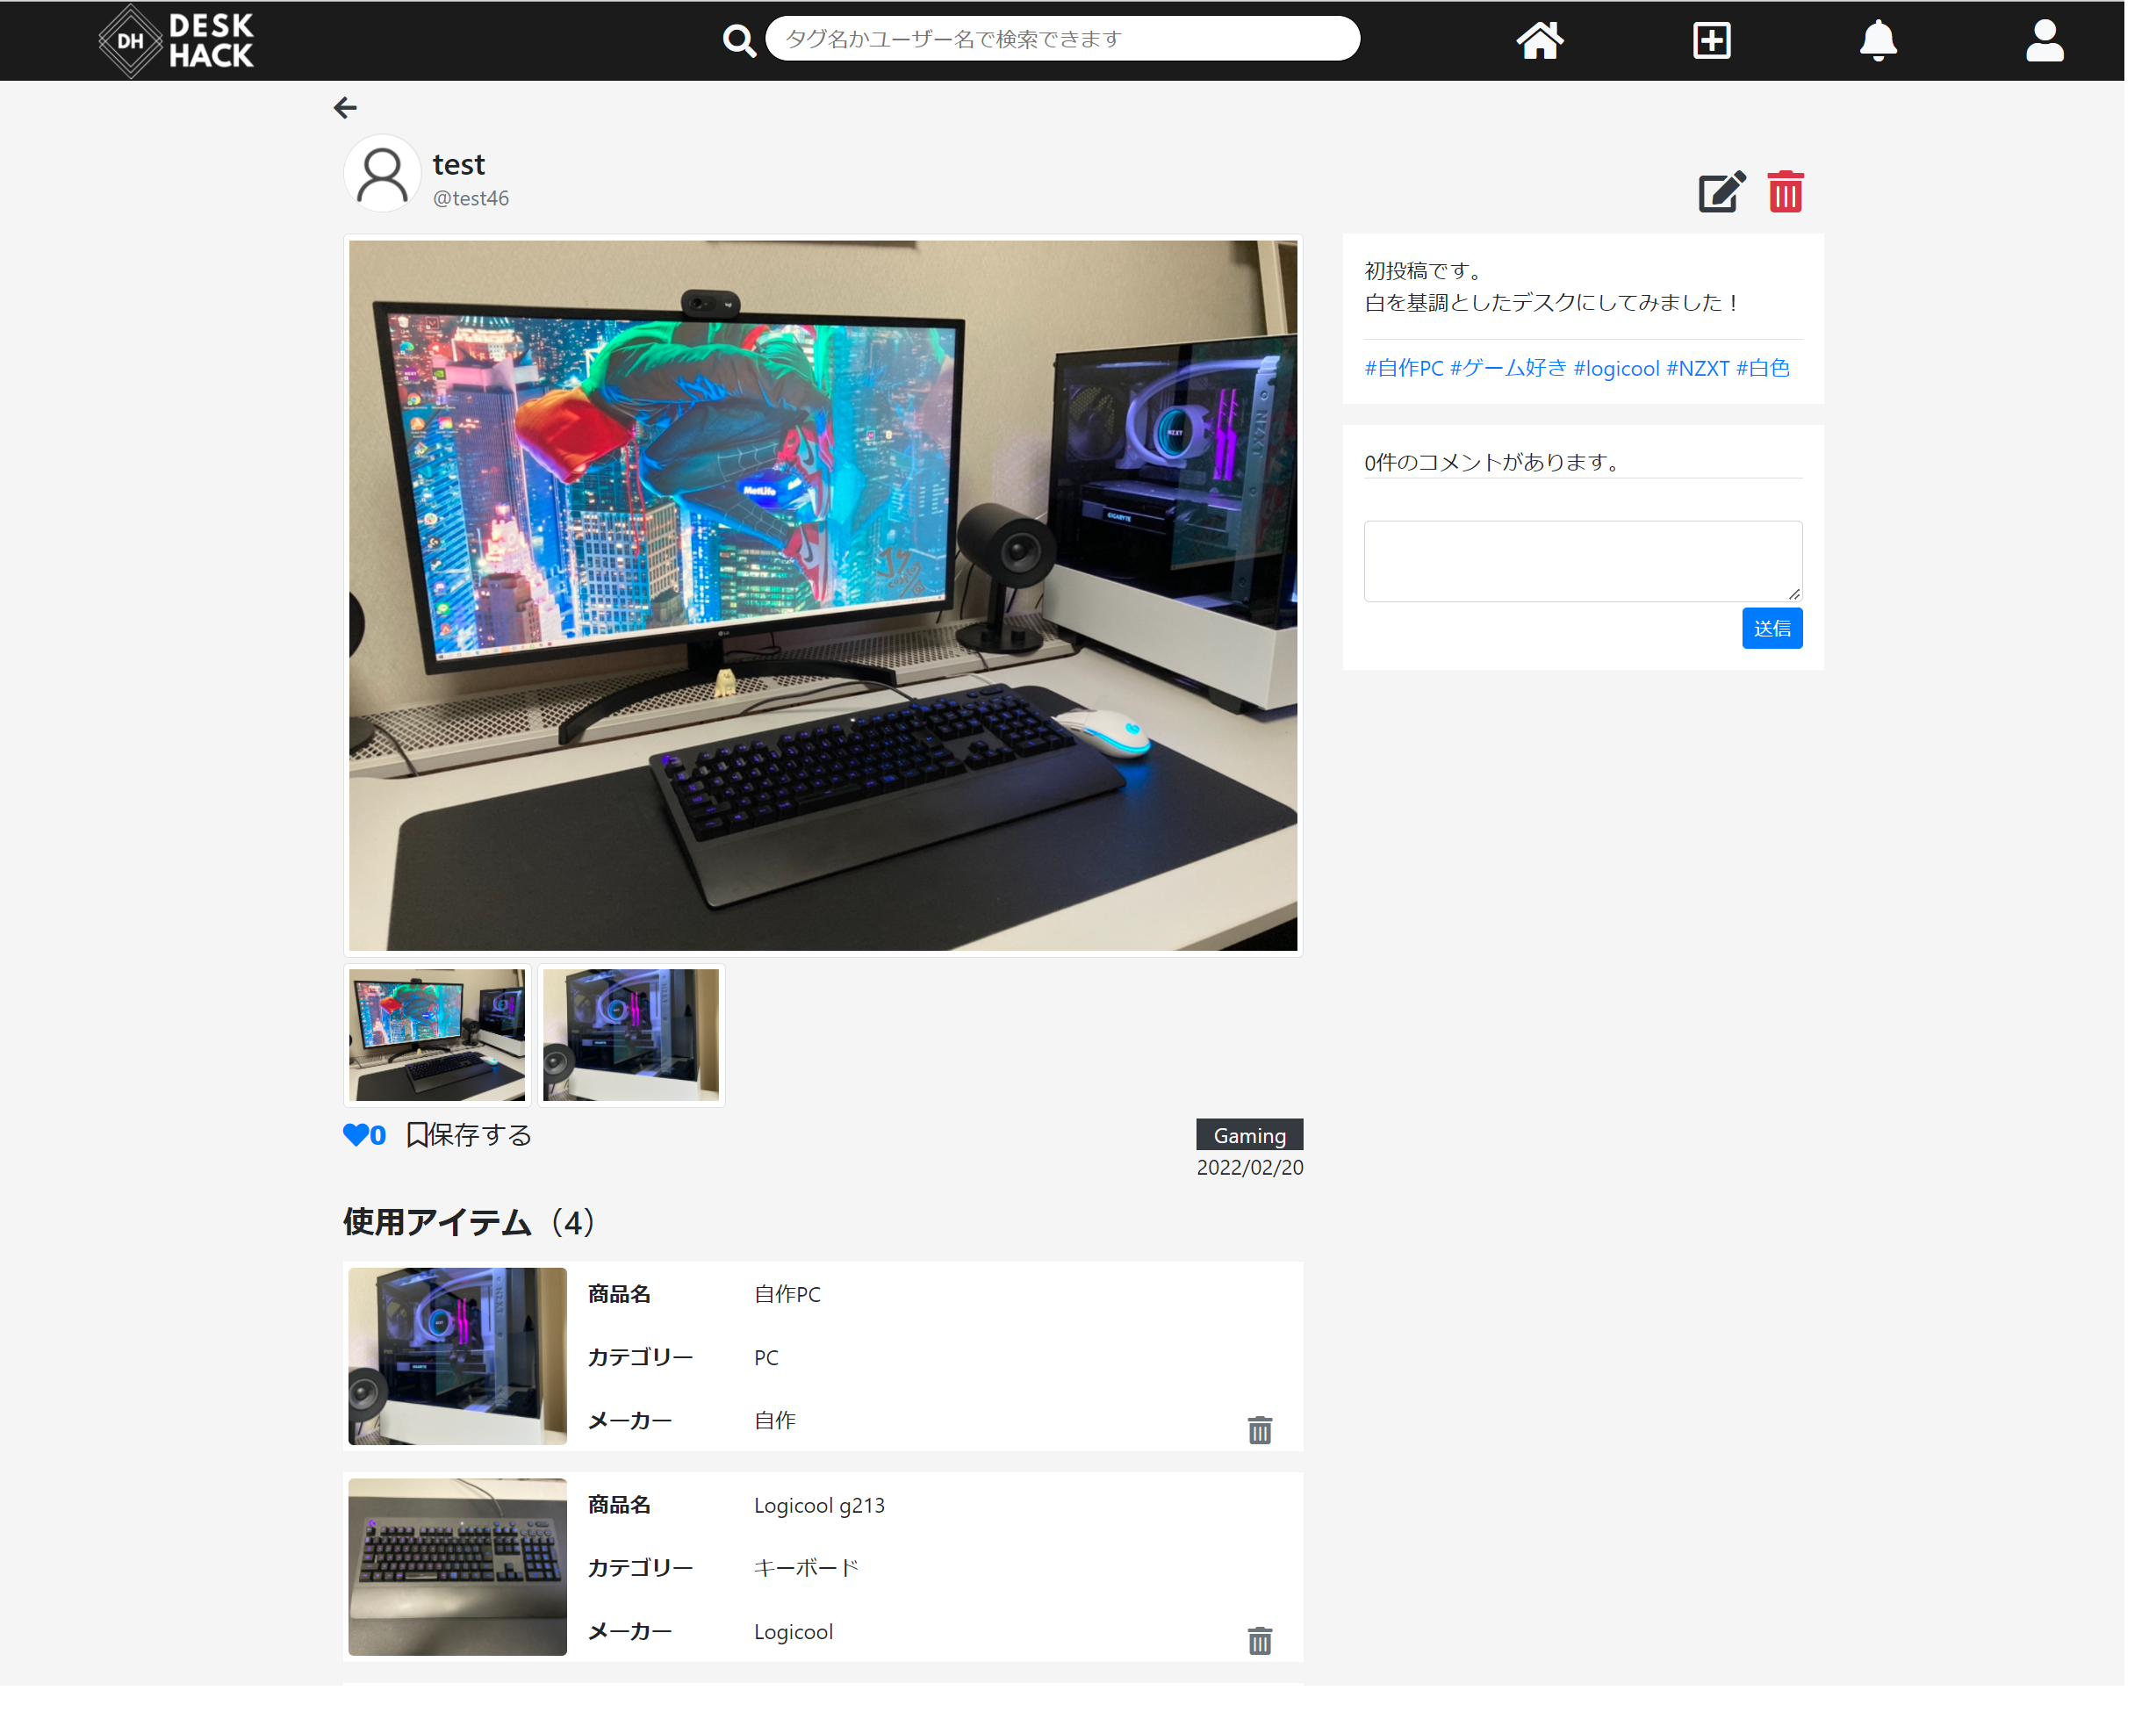 DH
DESK
HACK
タグ名かユーザー名で検索できます
test
@test46
初投稿です。
白を基調としたデスクにしてみました！
#自作PC #ゲーム好き #logicool #NZXT #白色
0件のコメントがあります。
送信
MetLife
NZXT
NZXT
GIGABYTE
LG
0 保存する
Gaming
2022/02/20
使用アイテム（4）
商品名 自作PC
カテゴリー PC
メーカー 自作
商品名 Logicool g213
カテゴリー キーボード
メーカー Logicool